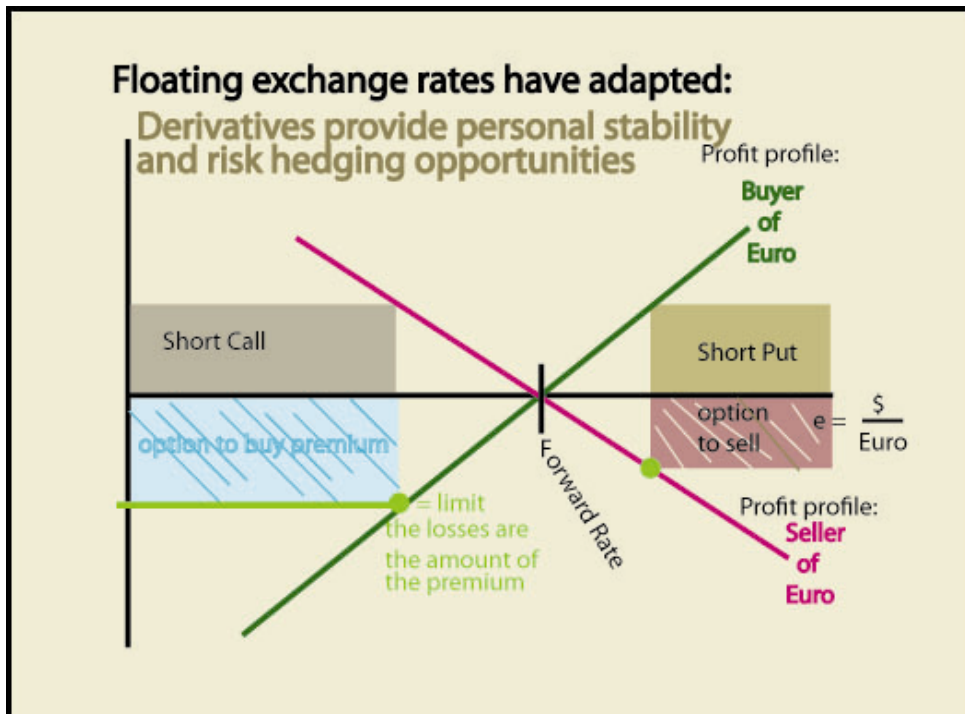 Floating exchange rates have adapted:
Derivatives provide personal stability
and risk hedging opportunities
Profit profile:
Buyer
of
Euro
Short Call
Short Put
option to buy premium
option
to sell
e = $
Euro
= limit
the losses are
the amount of
the premium
Forward Rate
Profit profile:
Seller
of
Euro